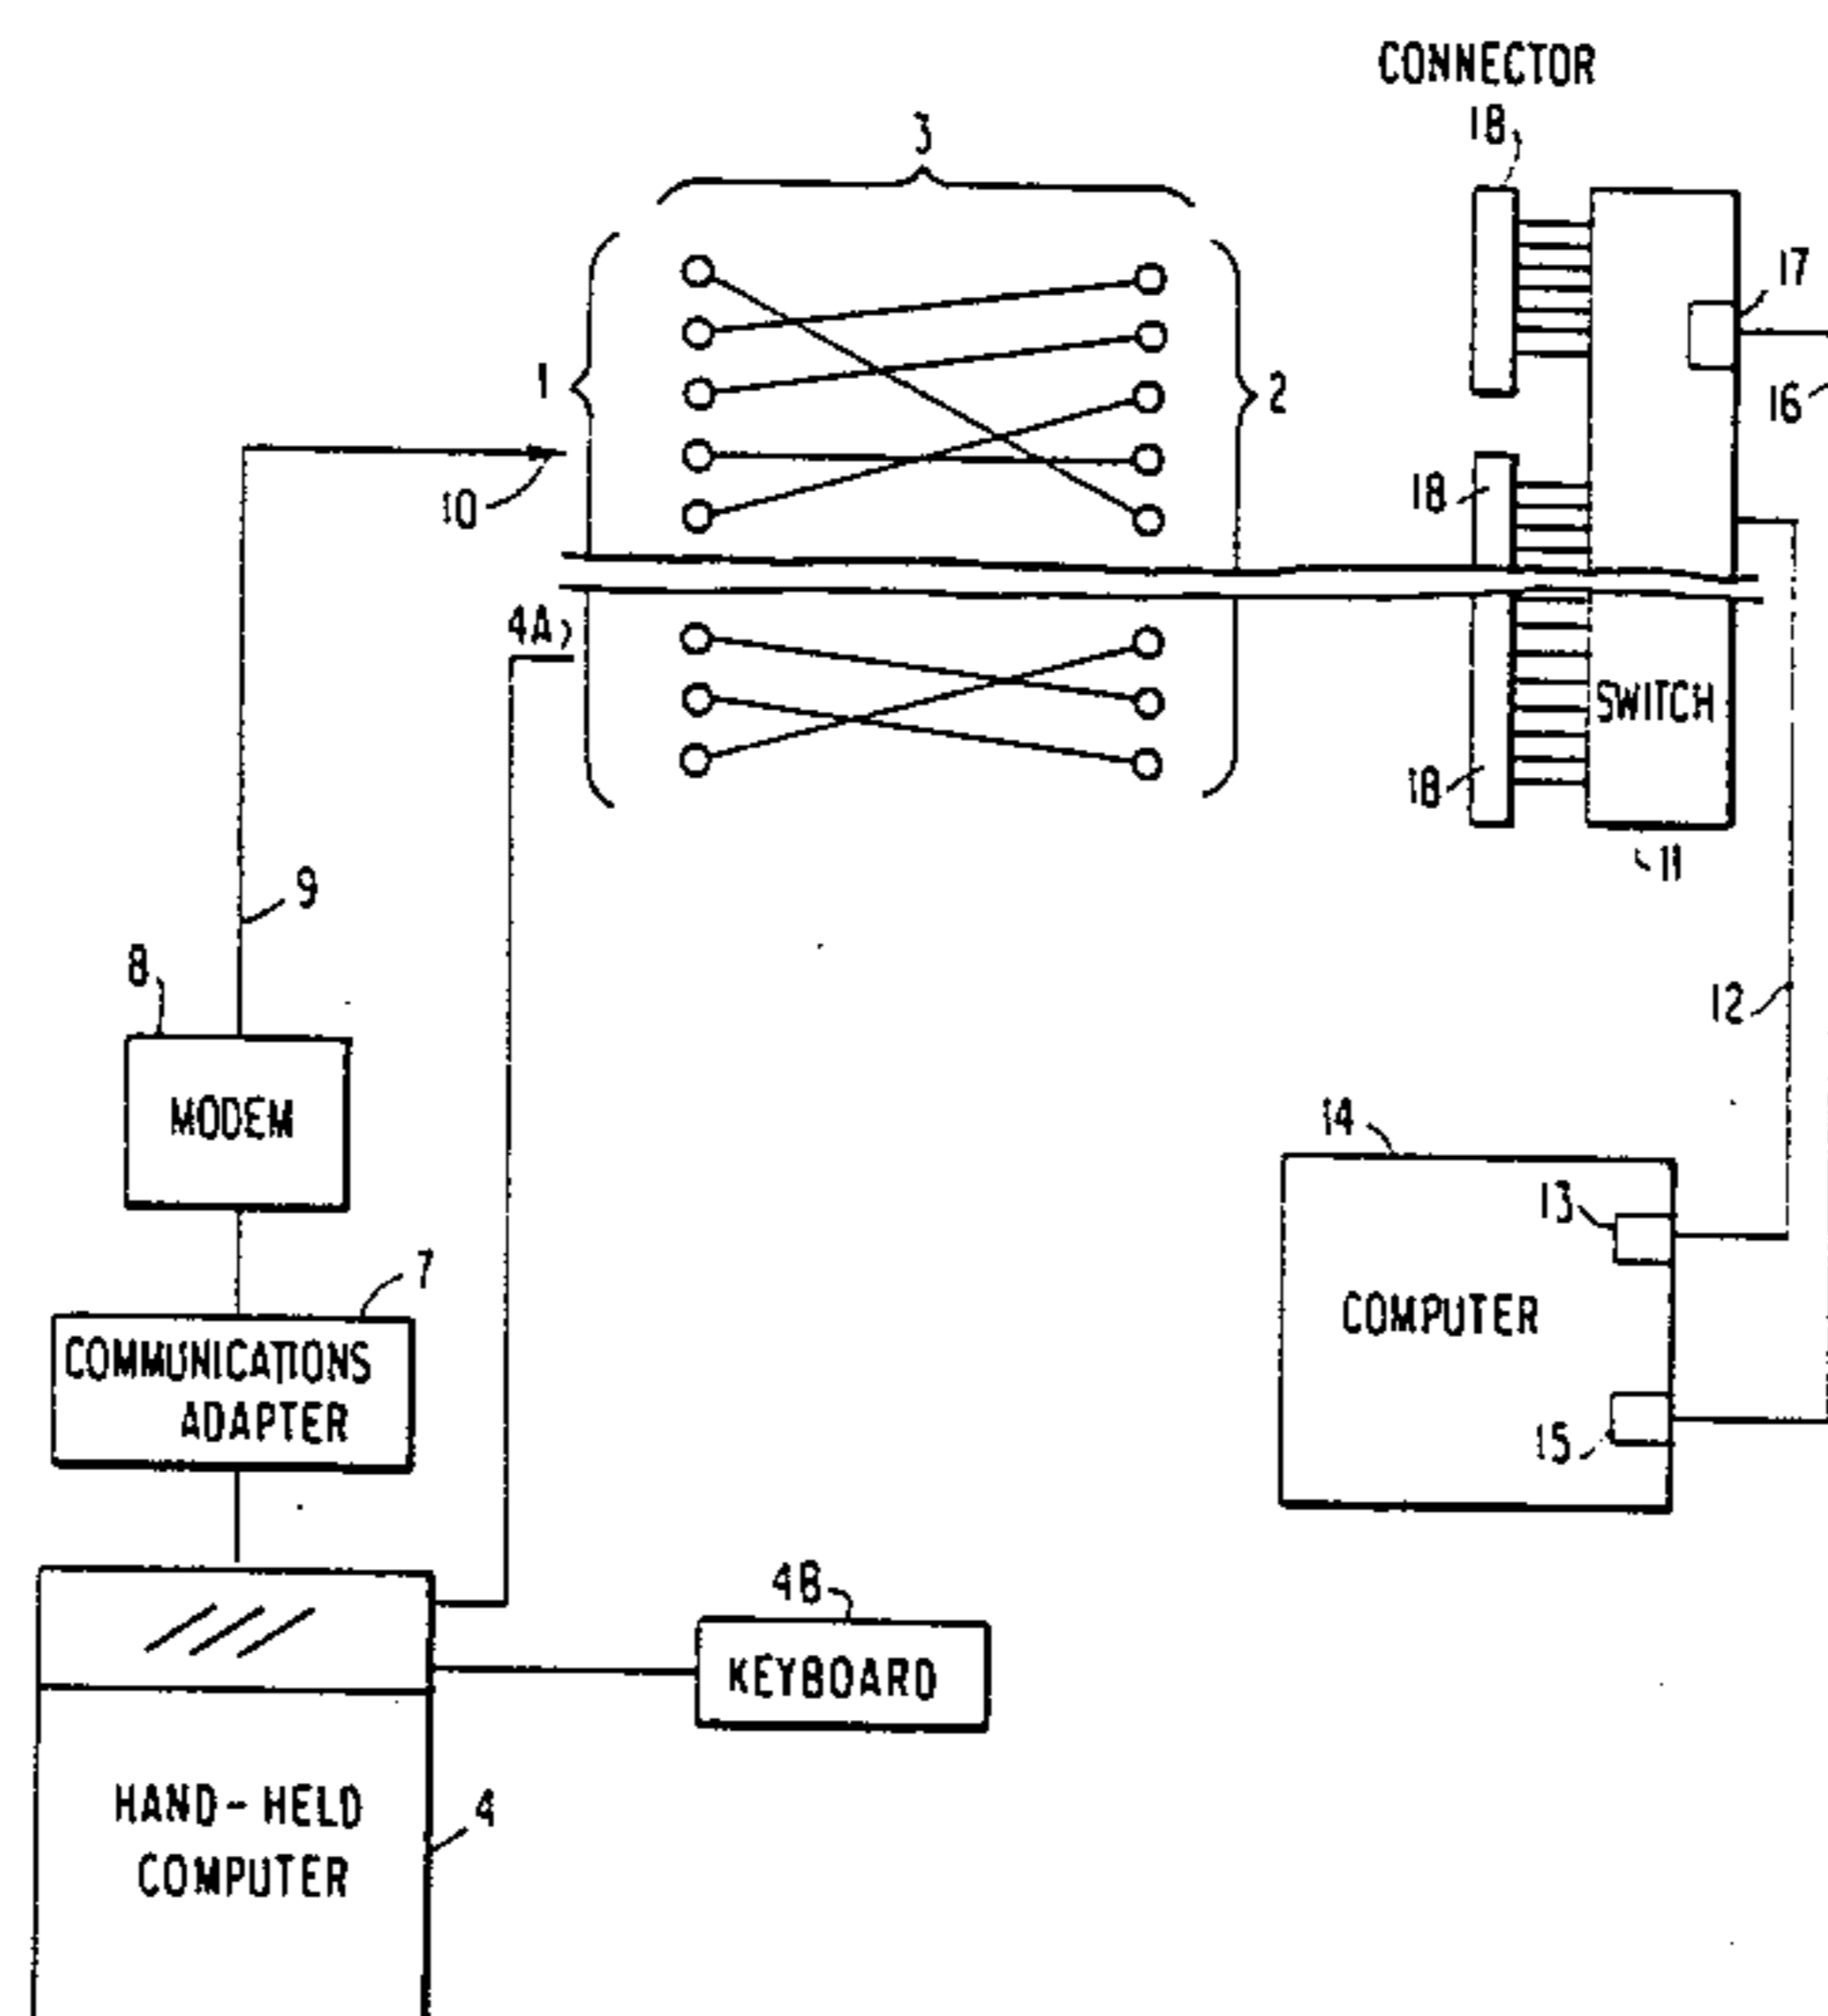 CONNECTOR
18
3
17
1
2
16
10
18
4A
SWITCH
18
11
9
8
12
MODEM
14
13
7
COMMUNICATIONS
ADAPTER
COMPUTER
15
4B
KEYBOARD
HAND-HELD
COMPUTER
4